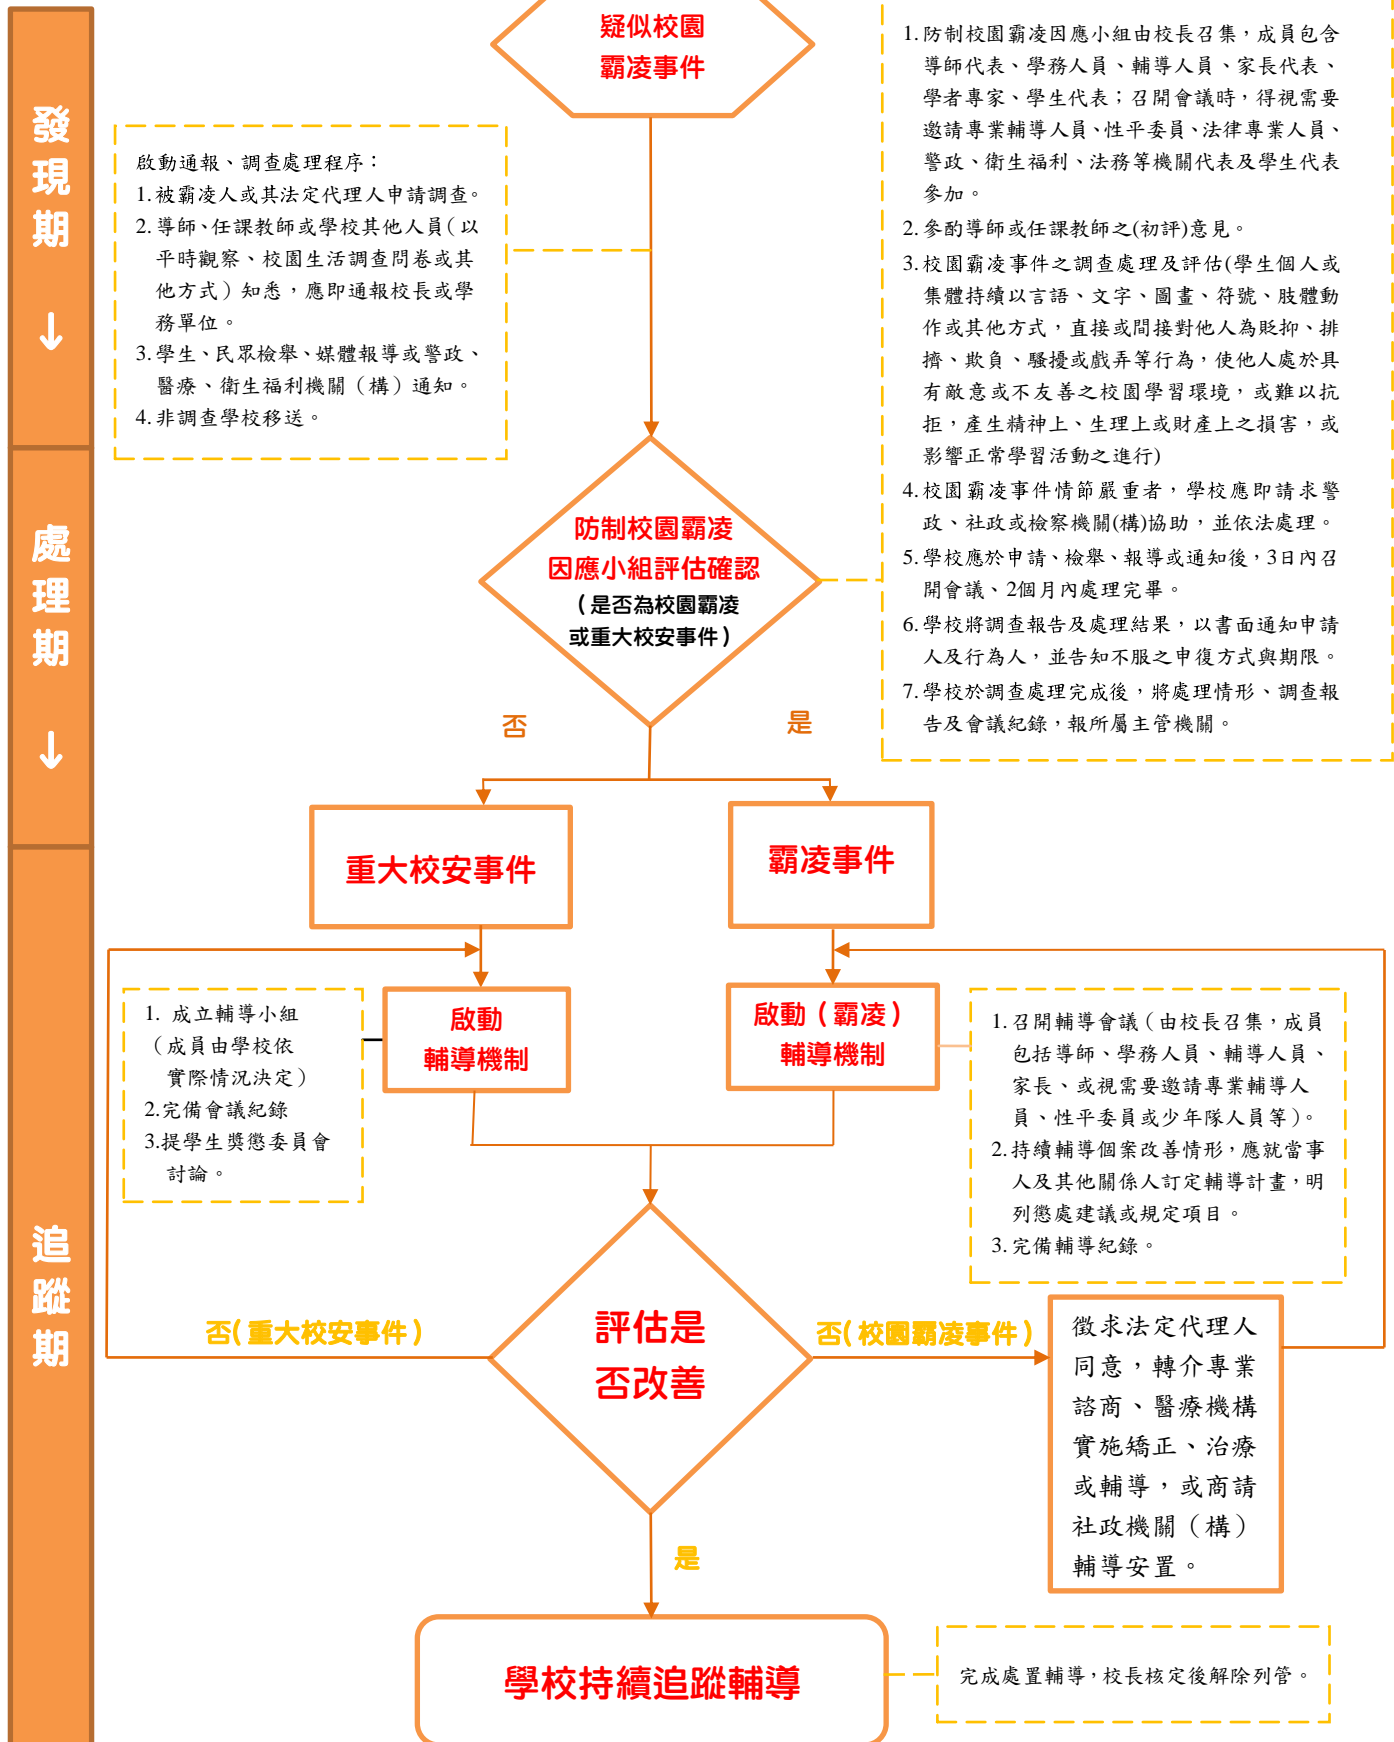 發現期
↓
處理期
↓
追蹤期
疑似校園
霸凌事件
啟動通報、調查處理程序：
1.被霸凌人或其法定代理人申請調查。
2.導師、任課教師或學校其他人員（以
平時觀察、校園生活調查問卷或其
他方式）知悉，應即通報校長或學
務單位。
3.學生、民眾檢舉、媒體報導或警政、
醫療、衛生福利機關（構）通知。
4.非調查學校移送。
1.防制校園霸凌因應小組由校長召集，成員包含
導師代表、學務人員、輔導人員、家長代表、
學者專家、學生代表；召開會議時，得視需要
邀請專業輔導人員、性平委員、法律專業人員、
警政、衛生福利、法務等機關代表及學生代表
參加。
2.參酌導師或任課教師之(初評)意見。
3.校園霸凌事件之調查處理及評估(學生個人或
集體持續以言語、文字、圖畫、符號、肢體動
作或其他方式，直接或間接對他人為貶抑、排
擠、欺負、騷擾或戲弄等行為，使他人處於具
有敵意或不友善之校園學習環境，或難以抗
拒，產生精神上、生理上或財產上之損害，或
影響正常學習活動之進行)
4.校園霸凌事件情節嚴重者，學校應即請求警
政、社政或檢察機關(構)協助，並依法處理。
5.學校應於申請、檢舉、報導或通知後，3日內召
開會議、2個月內處理完畢。
6.學校將調查報告及處理結果，以書面通知申請
人及行為人，並告知不服之申復方式與期限。
7.學校於調查處理完成後，將處理情形、調查報
告及會議紀錄，報所屬主管機關。
防制校園霸凌
因應小組評估確認
（是否為校園霸凌
或重大校安事件）
否
是
重大校安事件
霸凌事件
1. 成立輔導小組
（成員由學校依
實際情況決定）
2.完備會議紀錄
3.提學生獎懲委員會
討論。
啟動
輔導機制
啟動（霸凌）
輔導機制
1.召開輔導會議（由校長召集，成員
包括導師、學務人員、輔導人員、
家長、或視需要邀請專業輔導人
員、性平委員或少年隊人員等）。
2.持續輔導個案改善情形，應就當事
人及其他關係人訂定輔導計畫，明
列懲處建議或規定項目。
3.完備輔導紀錄。
評估是
否改善
否（重大校安事件）
否（校園霸凌事件）
徵求法定代理人
同意，轉介專業
諮商、醫療機構
實施矯正、治療
或輔導，或商請
社政機關（構）
輔導安置。
是
學校持續追蹤輔導
完成處置輔導，校長核定後解除列管。